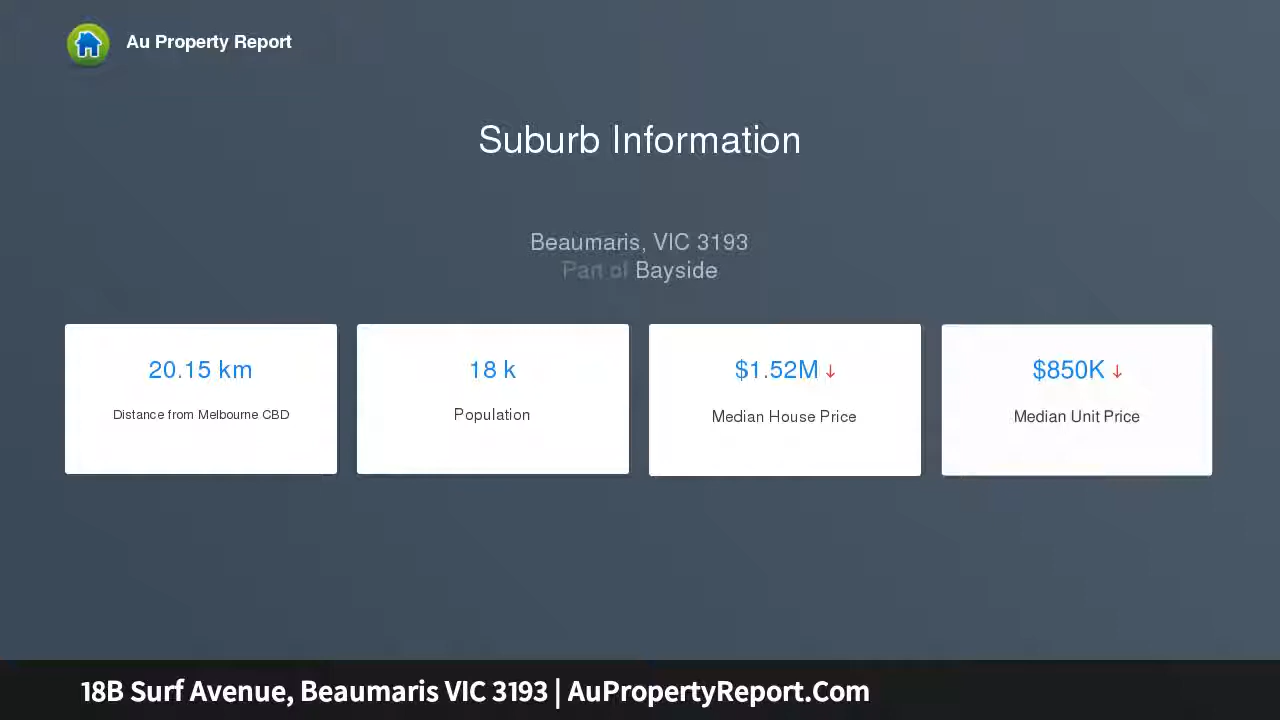 Au Property Report
Suburb Information
Beaumaris, VIC 3193
Part of Bayside
20.15 km
Distance from Melbourne CBD
18 k
Population
$1.52M ↓
Median House Price
$850K ↓
Median Unit Price
18B Surf Avenue, Beaumaris VIC 3193 | AuPropertyReport.Com